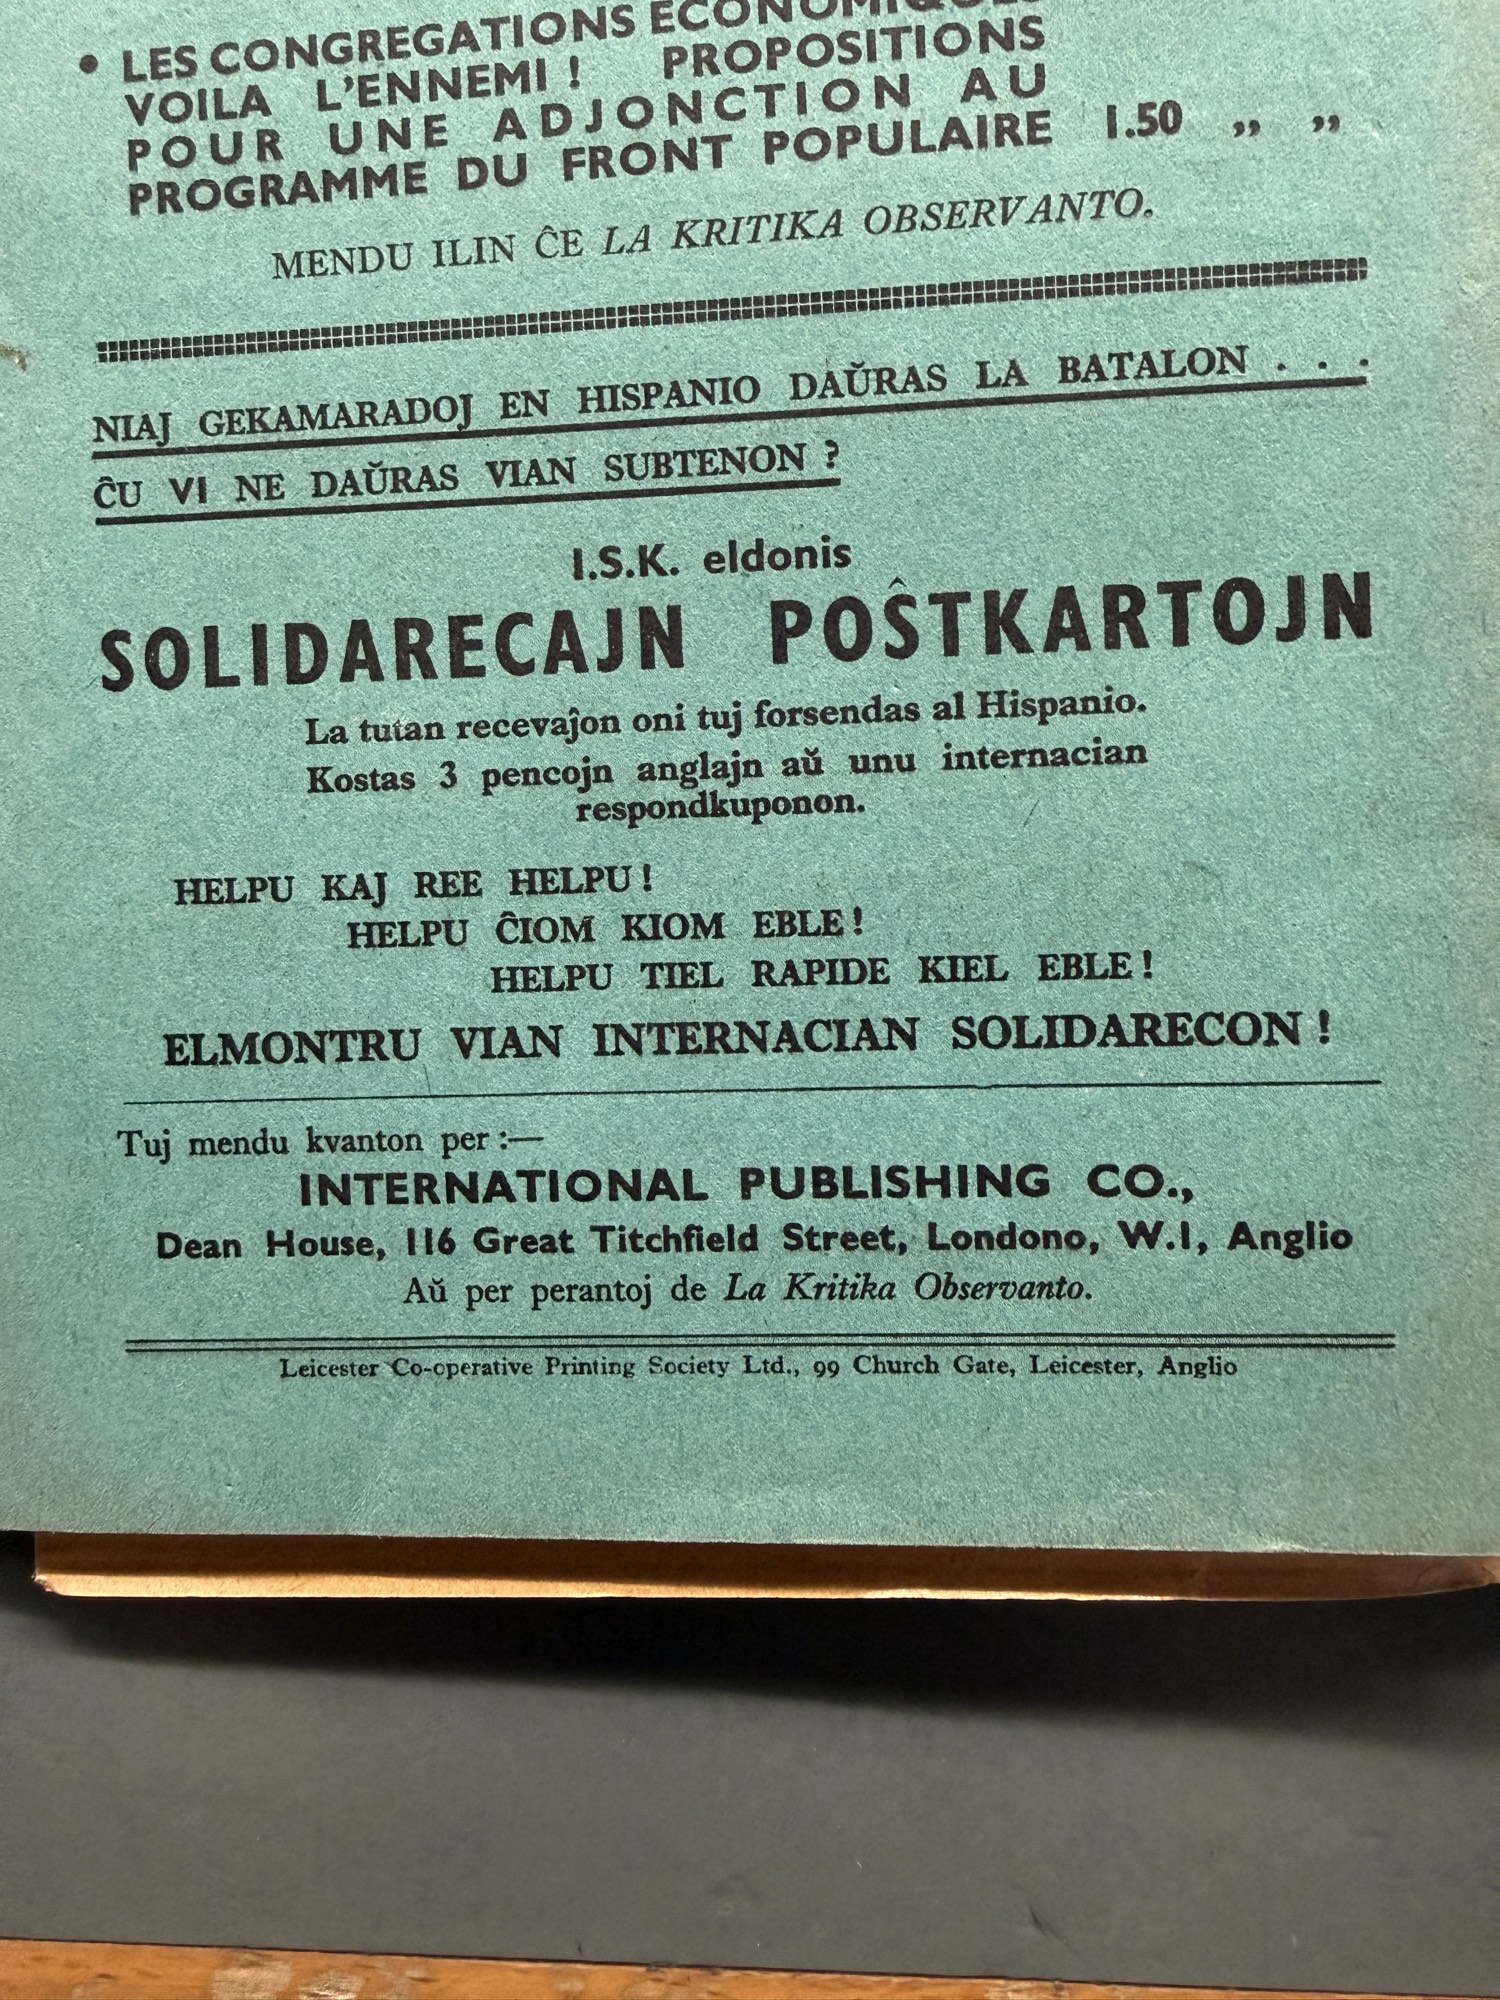 • LES CONGREGATIONS ECONOMIQUES
VOILA L'ENNEMI ! PROPOSITIONS
POUR UNE ADJONCTION AU
PROGRAMME DU FRONT POPULAIRE 1.50 ,, ,,
MENDU ILIN ĈE LA KRITIKA OBSERVANTO.
NIAJ GEKAMARADOJ EN HISPANIO DAŬRAS LA BATALON . . .
ĈU VI NE DAŬRAS VIAN SUBTENON ?
I.S.K. eldonis
SOLIDARECAJN POŜTKARTOJN
La tutan recevaĵon oni tuj forsendas al Hispanio.
Kostas 3 pencojn anglajn aŭ unu internacian
respondkuponon.
HELPU KAJ REE HELPU !
HELPU ĈIOM KIOM EBLE !
HELPU TIEL RAPIDE KIEL EBLE !
ELMONTRU VIAN INTERNACIAN SOLIDARECON !
Tuj mendu kvanton per :—
INTERNATIONAL PUBLISHING CO.,
Dean House, 116 Great Titchfield Street, Londono, W.1, Anglio
Aŭ per perantoj de La Kritika Observanto.
Leicester Co-operative Printing Society Ltd., 99 Church Gate, Leicester, Anglio